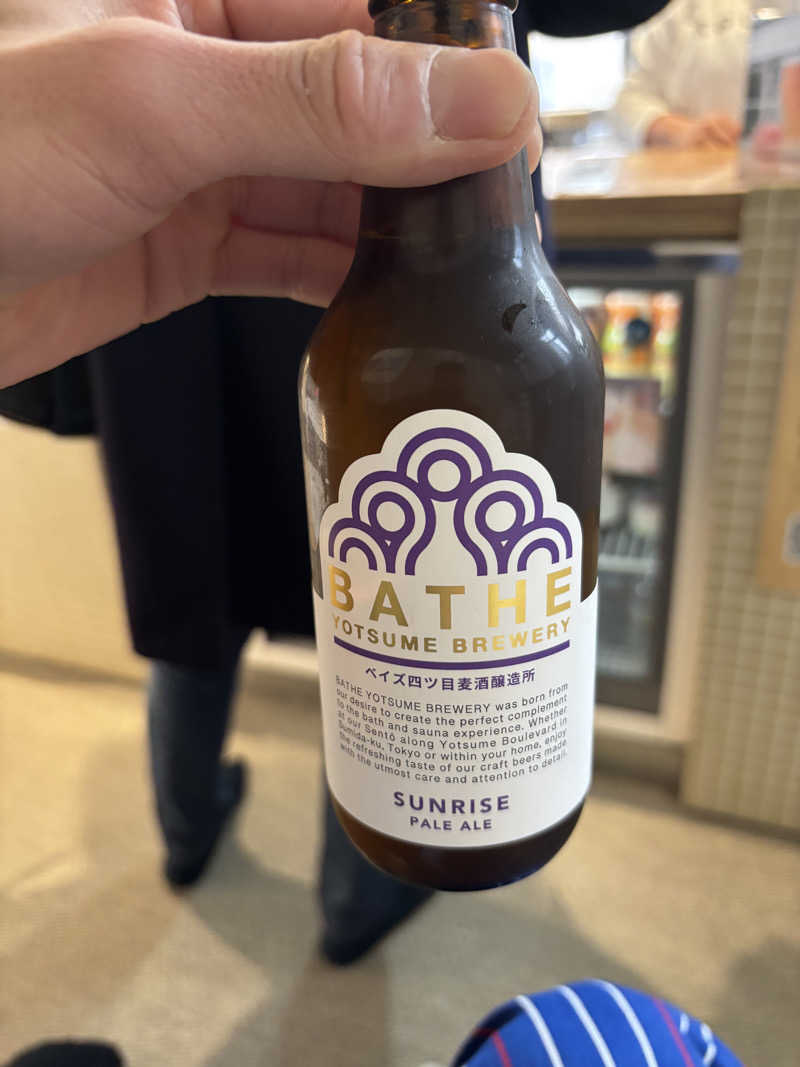 BATHE
YOTSUME BREWERY
ベイズ四ツ目麦酒醸造所
BATHE YOTSUME BREWERY was born from
our desire to create the perfect complement
to the bath and sauna experience. Whether
at our Sentō along Yotsume Boulevard in
Sumida-ku, Tokyo or within your home, enjoy
the refreshing taste of our craft beers made
with the utmost care and attention to detail.
SUNRISE
PALE ALE